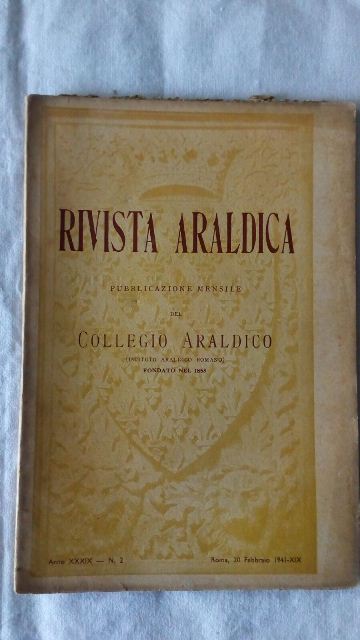 RIVISTA ARALDICA
PUBBLICAZIONE MENSILE
DEL
COLLEGIO ARALDICO
(ISTITUTO ARALDICO ROMANO)
FONDATO NEL 1853
Anno XXXIX — N. 2
Roma, 20 Febbraio 1941-XIX